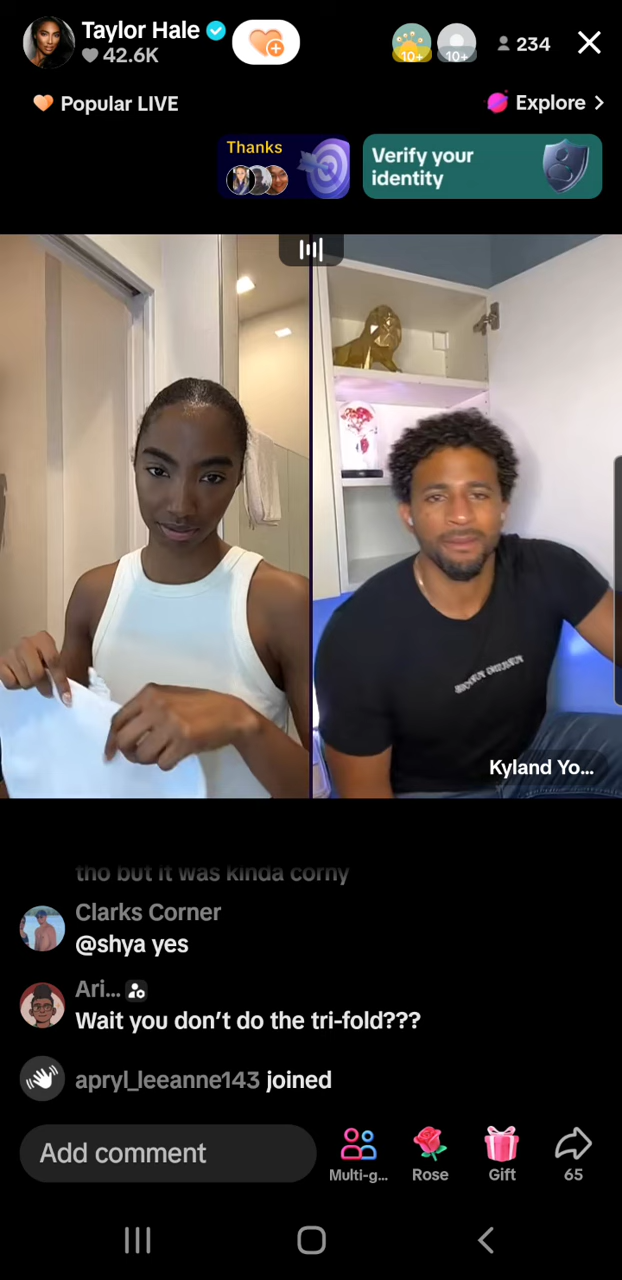 Taylor Hale
42.6K
10+
10+
234
Popular LIVE
Explore
Thanks
Verify your
identity
Kyland Yo...
tho but it was kinda corny
Clarks Corner
@shya yes
Ari...
Wait you don’t do the tri-fold???
apryl_leeanne143 joined
Add comment
Multi-g...
Rose
Gift
65